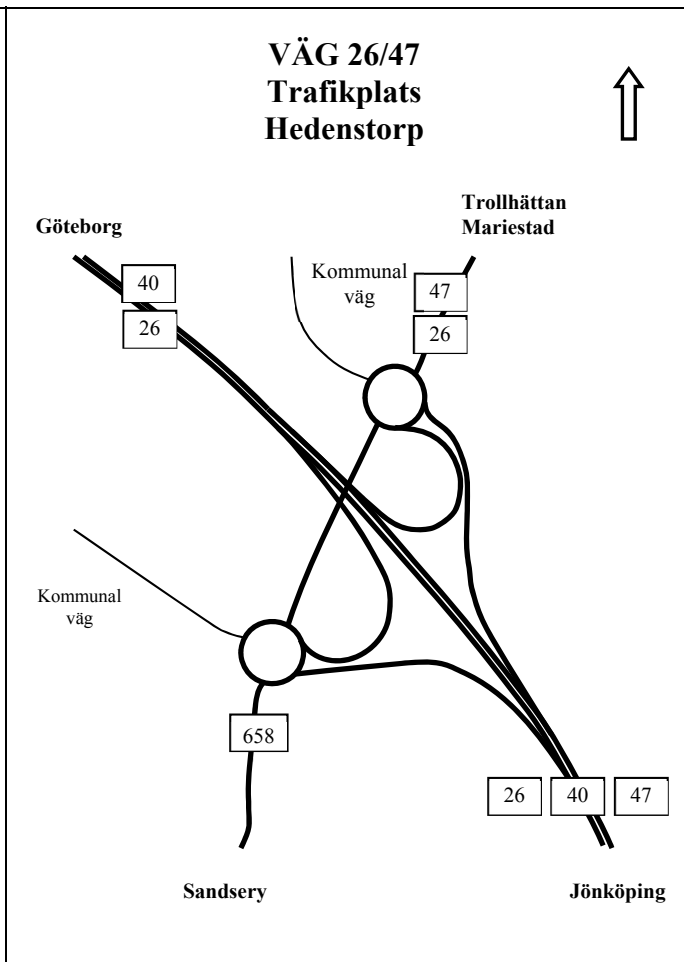 VÄG 26/47
Trafikplats
Hedenstorp
Trollhättan
Mariestad
Göteborg
Kommunal
väg
40
26
47
26
Kommunal
väg
658
26
40
47
Sandsery
Jönköping